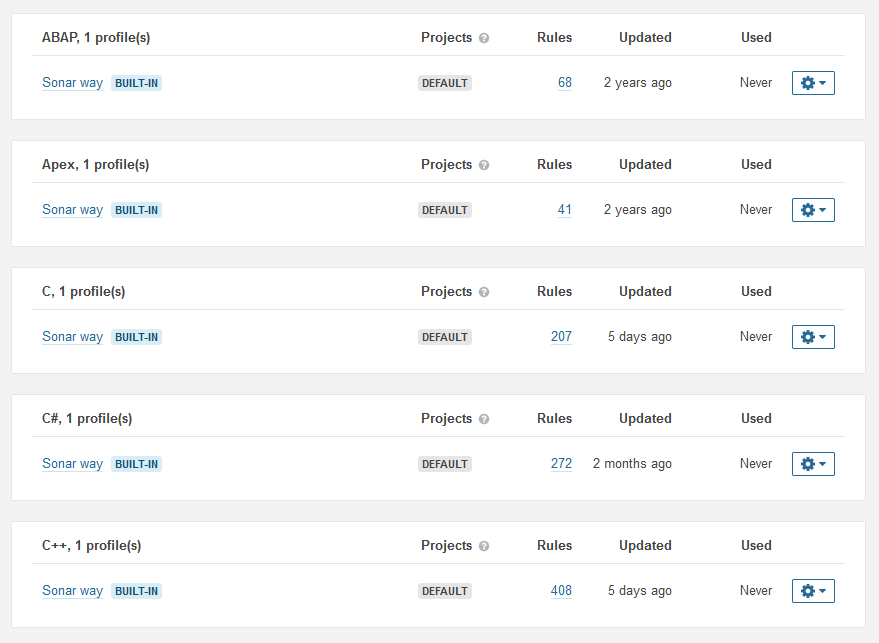 ABAP, 1 profile(s) Projects ? Rules Updated Used
Sonar way BUILT-IN DEFAULT 68 2 years ago Never
Apex, 1 profile(s) Projects ? Rules Updated Used
Sonar way BUILT-IN DEFAULT 41 2 years ago Never
C, 1 profile(s) Projects ? Rules Updated Used
Sonar way BUILT-IN DEFAULT 207 5 days ago Never
C#, 1 profile(s) Projects ? Rules Updated Used
Sonar way BUILT-IN DEFAULT 272 2 months ago Never
C++, 1 profile(s) Projects ? Rules Updated Used
Sonar way BUILT-IN DEFAULT 408 5 days ago Never